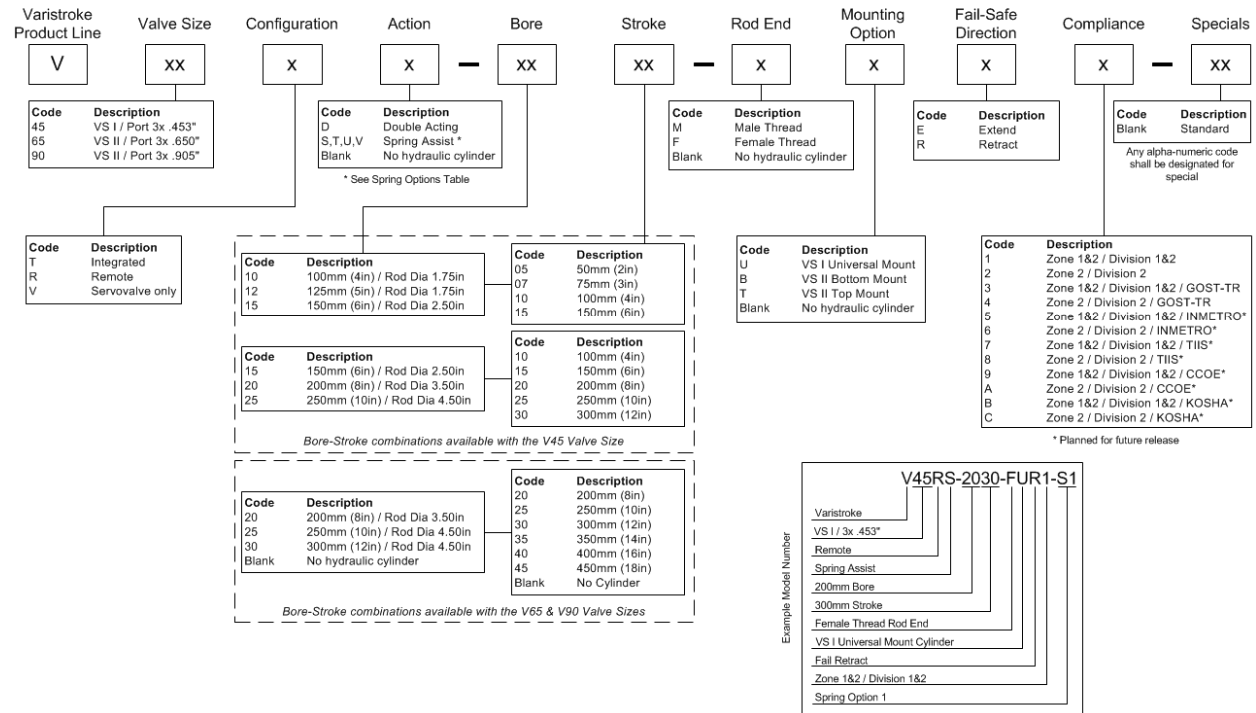 Varistroke Product Line
Valve Size
Configuration
Action
Bore
Stroke
Rod End
Mounting Option
Fail-Safe Direction
Compliance
Specials
V xx x x – xx xx – x x x x – xx
Code Description
45 VS I / Port 3x .453"
65 VS II / Port 3x .650"
90 VS II / Port 3x .905"
Code Description
D Double Acting
S,T,U,V Spring Assist *
Blank No hydraulic cylinder
* See Spring Options Table
Code Description
M Male Thread
F Female Thread
Blank No hydraulic cylinder
Code Description
E Extend
R Retract
Code Description
Blank Standard
Any alpha-numeric code
shall be designated for
special
Code Description
T Integrated
R Remote
V Servovalve only
Code Description
10 100mm (4in) / Rod Dia 1.75in
12 125mm (5in) / Rod Dia 1.75in
15 150mm (6in) / Rod Dia 2.50in
Code Description
05 50mm (2in)
07 75mm (3in)
10 100mm (4in)
15 150mm (6in)
Code Description
15 150mm (6in) / Rod Dia 2.50in
20 200mm (8in) / Rod Dia 3.50in
25 250mm (10in) / Rod Dia 4.50in
Code Description
10 100mm (4in)
15 150mm (6in)
20 200mm (8in)
25 250mm (10in)
30 300mm (12in)
Bore-Stroke combinations available with the V45 Valve Size
Code Description
20 200mm (8in) / Rod Dia 3.50in
25 250mm (10in) / Rod Dia 4.50in
30 300mm (12in) / Rod Dia 4.50in
Blank No hydraulic cylinder
Code Description
20 200mm (8in)
25 250mm (10in)
30 300mm (12in)
35 350mm (14in)
40 400mm (16in)
45 450mm (18in)
Blank No Cylinder
Bore-Stroke combinations available with the V65 & V90 Valve Sizes
Code Description
U VS I Universal Mount
B VS II Bottom Mount
T VS II Top Mount
Blank No hydraulic cylinder
Code Description
1 Zone 1&2 / Division 1&2
2 Zone 2 / Division 2
3 Zone 1&2 / Division 1&2 / GOST-TR
4 Zone 2 / Division 2 / GOST-TR
5 Zone 1&2 / Division 1&2 / INMETRO*
6 Zone 2 / Division 2 / INMETRO*
7 Zone 1&2 / Division 1&2 / TIIS*
8 Zone 2 / Division 2 / TIIS*
9 Zone 1&2 / Division 1&2 / CCOE*
A Zone 2 / Division 2 / CCOE*
B Zone 1&2 / Division 1&2 / KOSHA*
C Zone 2 / Division 2 / KOSHA*
* Planned for future release
Example Model Number
V45RS-2030-FUR1-S1
Varistroke
VS I / 3x .453"
Remote
Spring Assist
200mm Bore
300mm Stroke
Female Thread Rod End
VS I Universal Mount Cylinder
Fail Retract
Zone 1&2 / Division 1&2
Spring Option 1